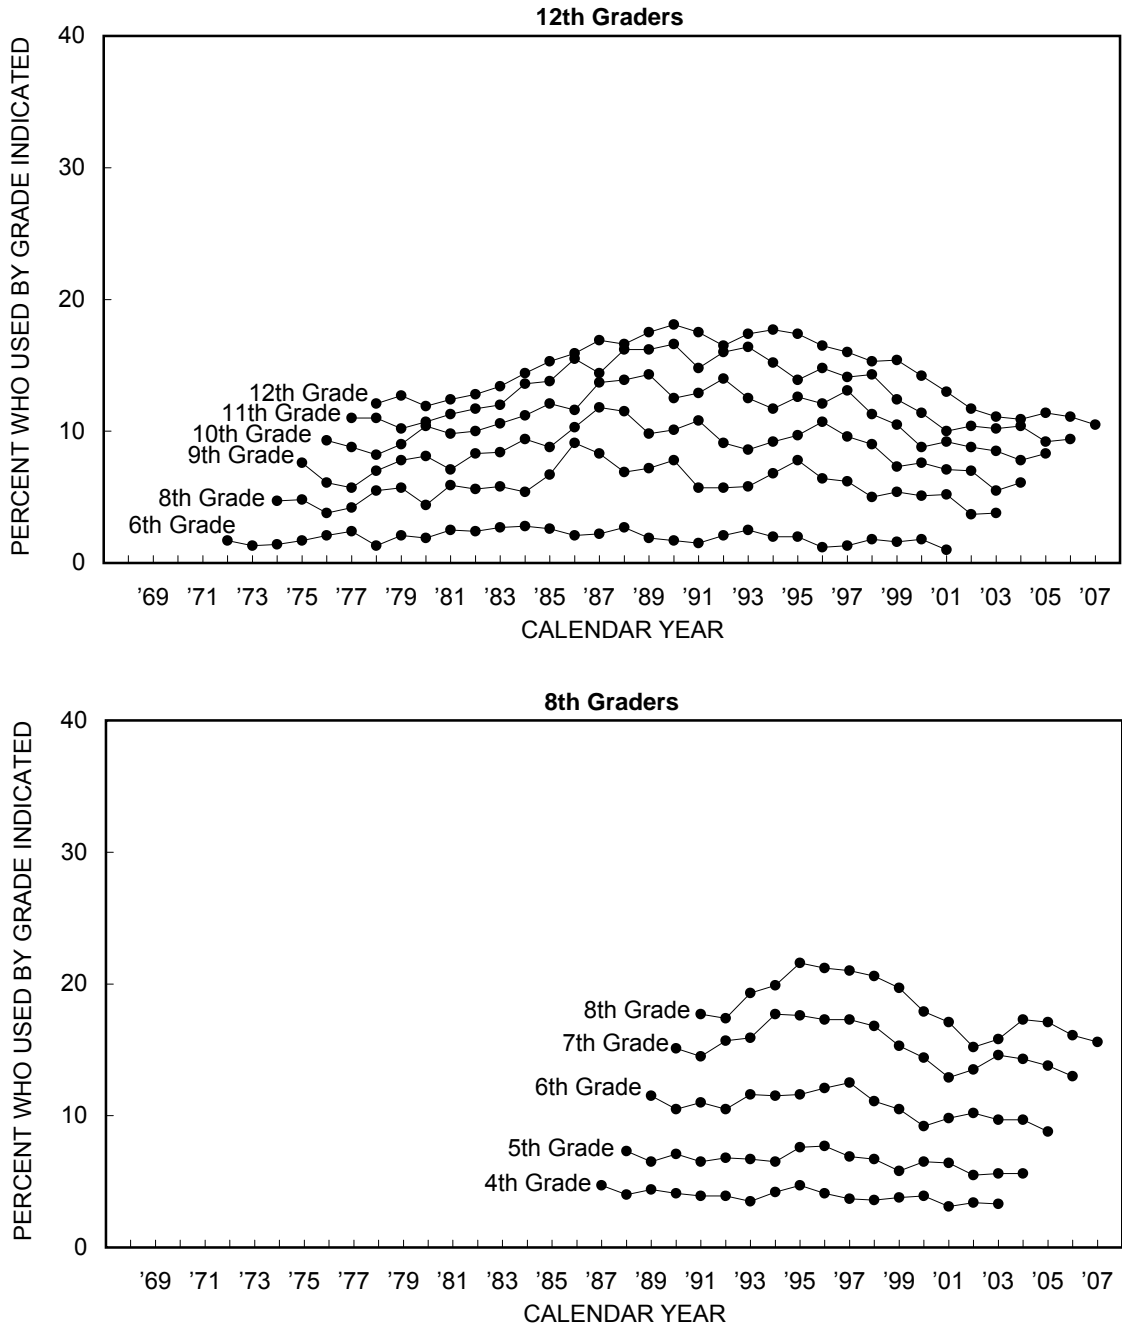 12th Graders
PERCENT WHO USED BY GRADE INDICATED
40
30
20
10
0
12th Grade
11th Grade
10th Grade
9th Grade
8th Grade
6th Grade
’69 ’71 ’73 ’75 ’77 ’79 ’81 ’83 ’85 ’87 ’89 ’91 ’93 ’95 ’97 ’99 ’01 ’03 ’05 ’07
CALENDAR YEAR
8th Graders
PERCENT WHO USED BY GRADE INDICATED
40
30
20
10
0
8th Grade
7th Grade
6th Grade
5th Grade
4th Grade
’69 ’71 ’73 ’75 ’77 ’79 ’81 ’83 ’85 ’87 ’89 ’91 ’93 ’95 ’97 ’99 ’01 ’03 ’05 ’07
CALENDAR YEAR